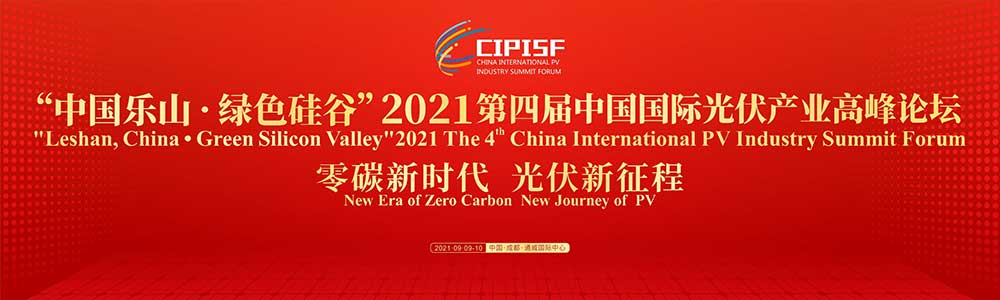 CIPISF
CHINA INTERNATIONAL PV
INDUSTRY SUMMIT FORUM
“中国乐山·绿色硅谷”2021第四届中国国际光伏产业高峰论坛
"Leshan, China • Green Silicon Valley"2021 The 4th China International PV Industry Summit Forum
零碳新时代 光伏新征程
New Era of Zero Carbon New Journey of PV
2021·09·09-10 中国·成都·通威国际中心